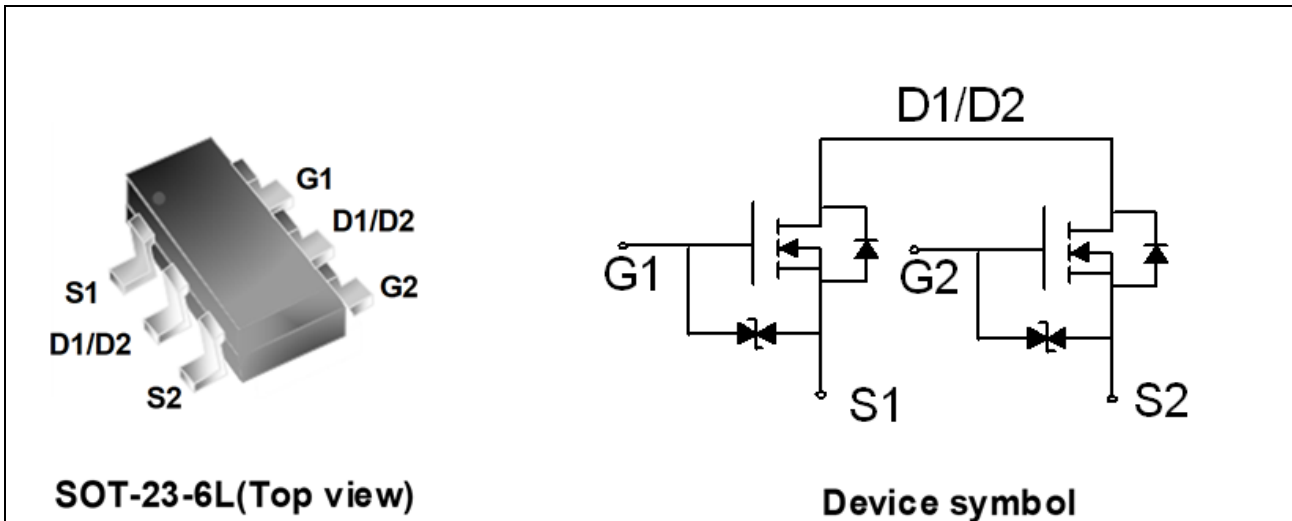 G1
D1/D2
G2
S1
D1/D2
S2
SOT-23-6L(Top view)
D1/D2
G1
G2
S1
S2
Device symbol